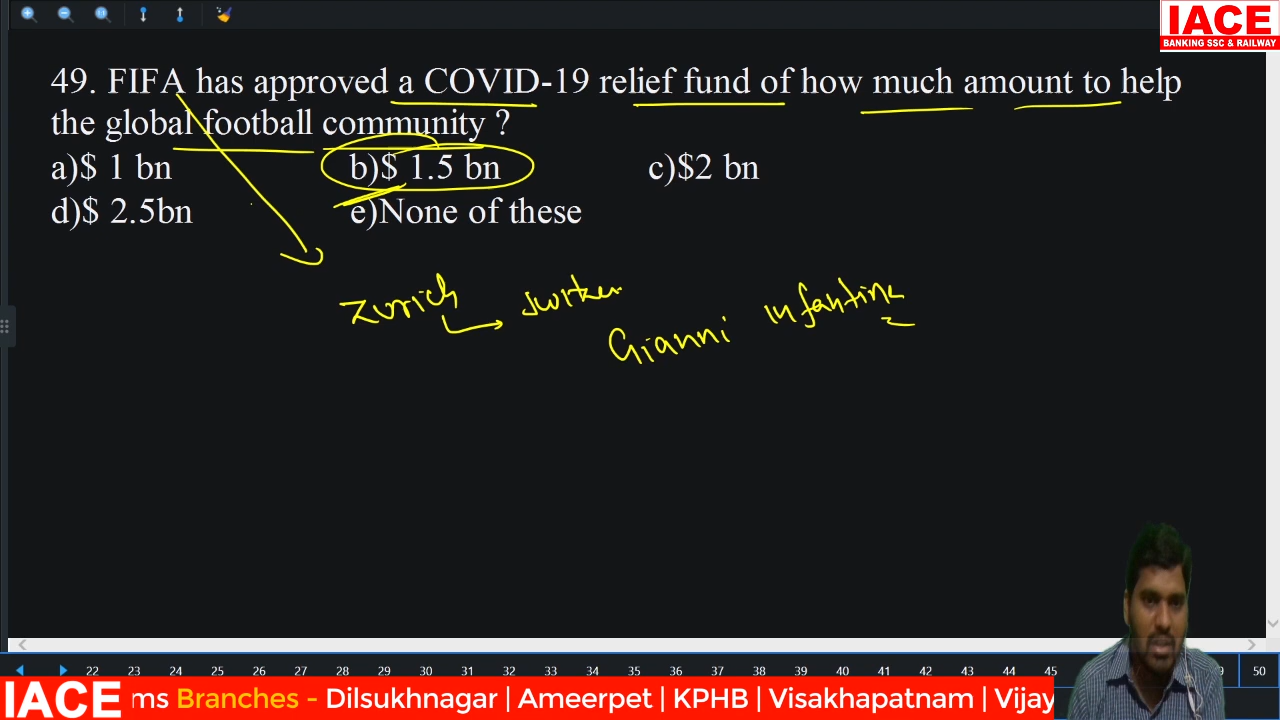 IACE
BANKING SSC & RAILWAY
49. FIFA has approved a COVID-19 relief fund of how much amount to help
the global football community ?
a)$ 1 bn b)$ 1.5 bn c)$2 bn
d)$ 2.5bn e)None of these
Zurich switzer
Gianni infantino
22 23 24 25 26 27 28 29 30 31 32 33 34 35 36 37 38 39 40 41 42 43 44 45 50
IACE ms Branches - Dilsukhnagar | Ameerpet | KPHB | Visakhapatnam | Vijay